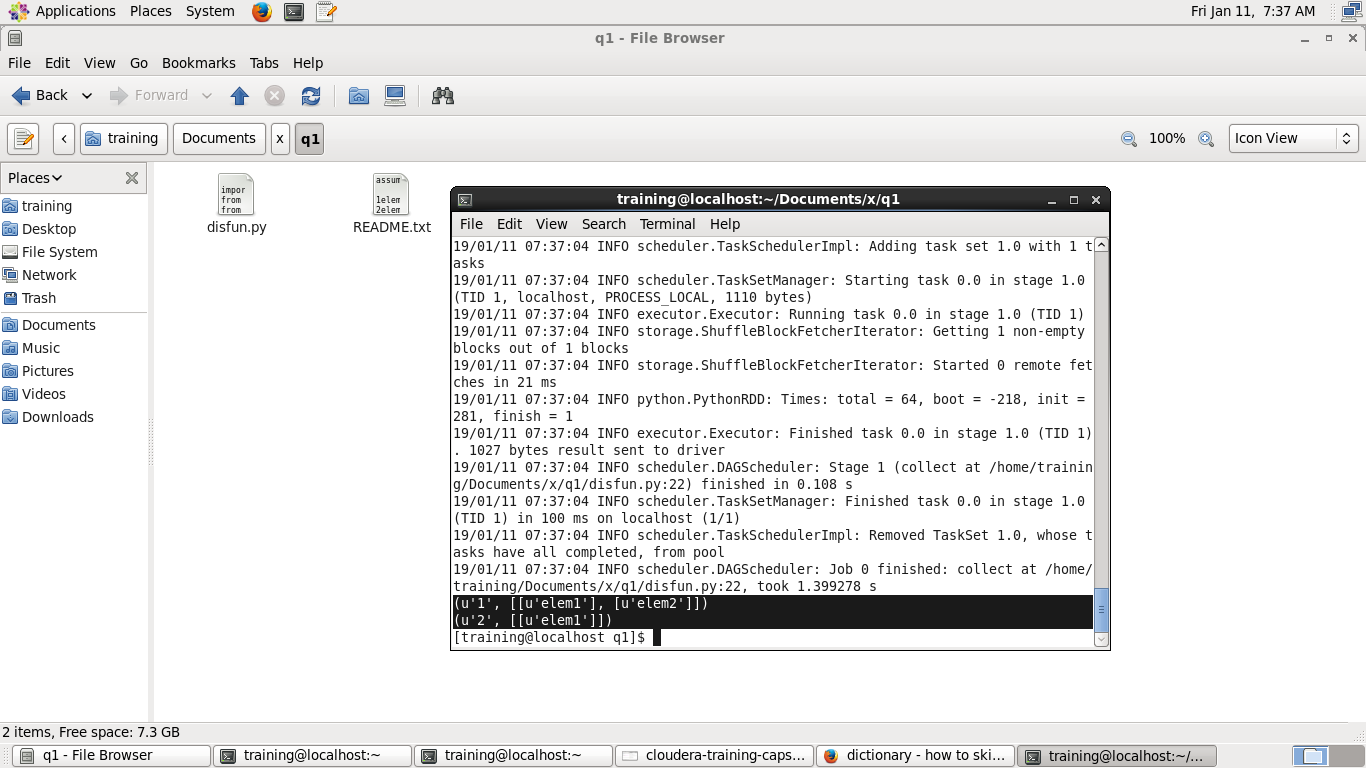 Applications Places System Fri Jan 11, 7:37 AM
q1 - File Browser
File Edit View Go Bookmarks Tabs Help
Back Forward
training Documents x q1 100% Icon View
Places
training
Desktop
File System
Network
Trash
Documents
Music
Pictures
Videos
Downloads
impor
from
from
disfun.py
assum
1elem
2elem
README.txt
training@localhost:~/Documents/x/q1
File Edit View Search Terminal Help
19/01/11 07:37:04 INFO scheduler.TaskSchedulerImpl: Adding task set 1.0 with 1 t
asks
19/01/11 07:37:04 INFO scheduler.TaskSetManager: Starting task 0.0 in stage 1.0
(TID 1, localhost, PROCESS_LOCAL, 1110 bytes)
19/01/11 07:37:04 INFO executor.Executor: Running task 0.0 in stage 1.0 (TID 1)
19/01/11 07:37:04 INFO storage.ShuffleBlockFetcherIterator: Getting 1 non-empty
blocks out of 1 blocks
19/01/11 07:37:04 INFO storage.ShuffleBlockFetcherIterator: Started 0 remote fet
ches in 21 ms
19/01/11 07:37:04 INFO python.PythonRDD: Times: total = 64, boot = -218, init =
281, finish = 1
19/01/11 07:37:04 INFO executor.Executor: Finished task 0.0 in stage 1.0 (TID 1)
. 1027 bytes result sent to driver
19/01/11 07:37:04 INFO scheduler.DAGScheduler: Stage 1 (collect at /home/trainin
g/Documents/x/q1/disfun.py:22) finished in 0.108 s
19/01/11 07:37:04 INFO scheduler.TaskSetManager: Finished task 0.0 in stage 1.0
(TID 1) in 100 ms on localhost (1/1)
19/01/11 07:37:04 INFO scheduler.TaskSchedulerImpl: Removed TaskSet 1.0, whose t
asks have all completed, from pool
19/01/11 07:37:04 INFO scheduler.DAGScheduler: Job 0 finished: collect at /home/
training/Documents/x/q1/disfun.py:22, took 1.399278 s
(u'1', [[u'elem1'], [u'elem2']])
(u'2', [[u'elem1']])
[training@localhost q1]$
2 items, Free space: 7.3 GB
q1 - File Browser training@localhost:~ training@localhost:~ cloudera-training-caps... dictionary - how to ski... training@localhost:~/...